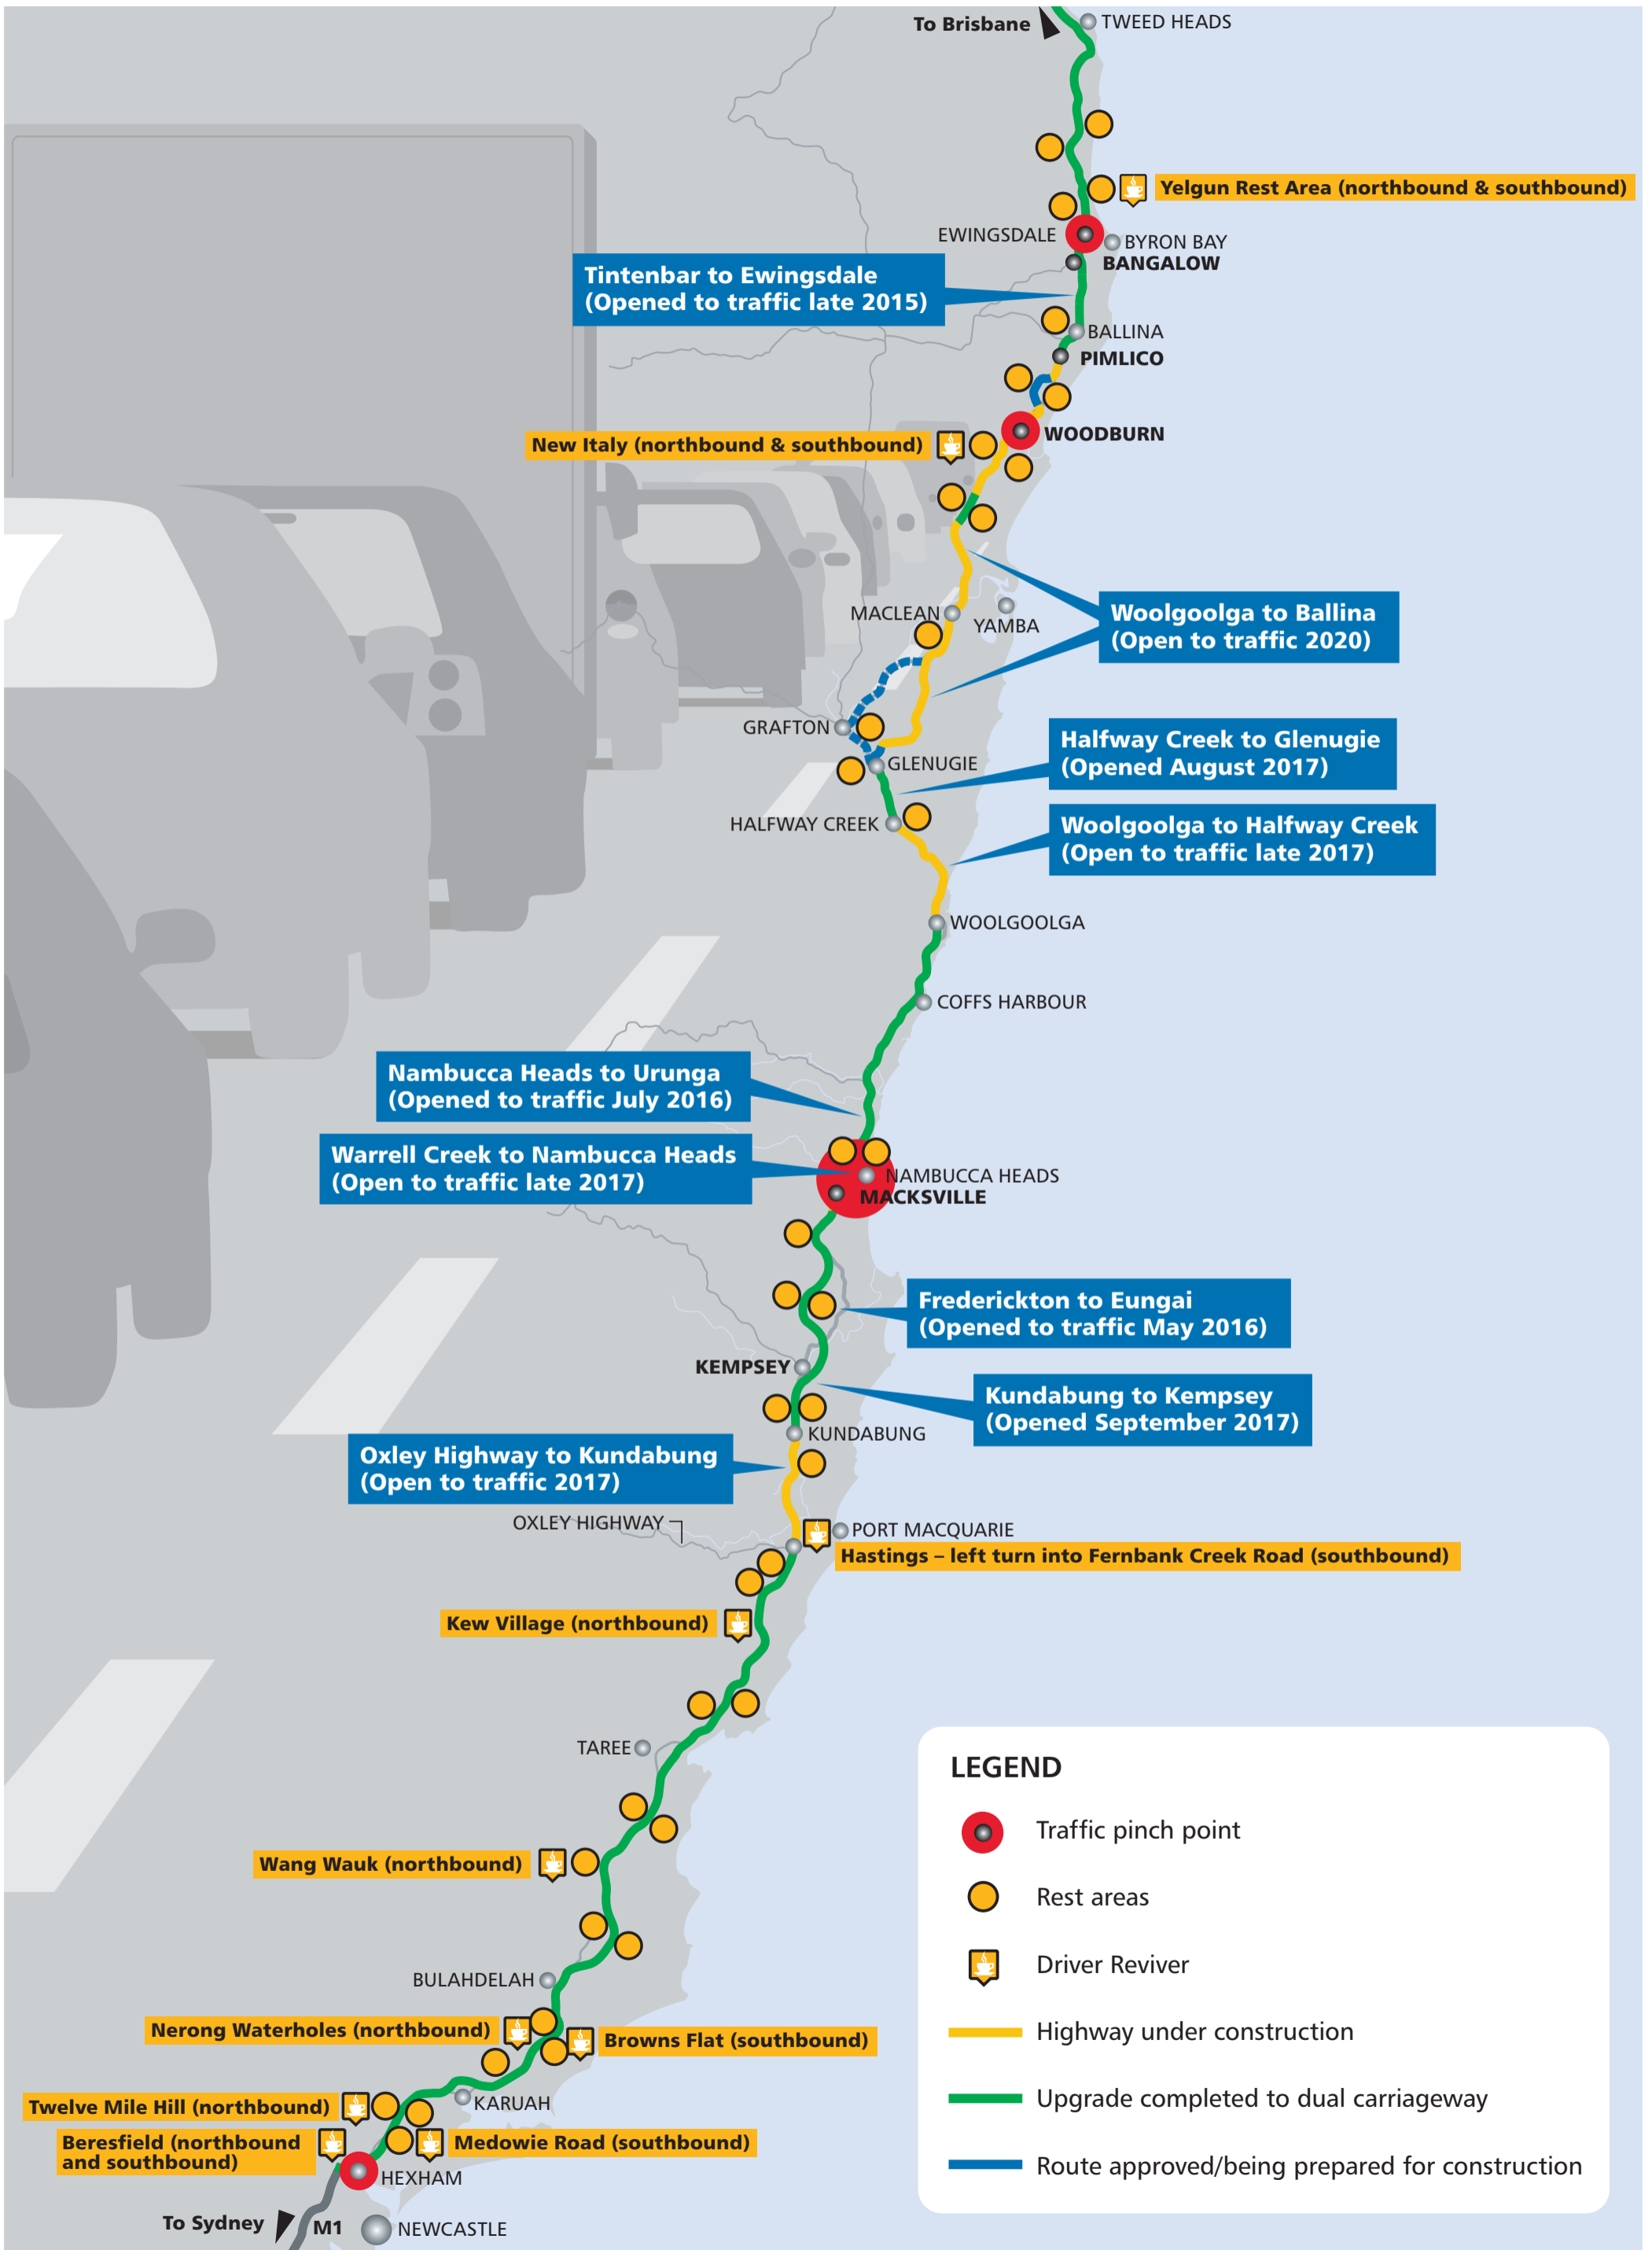 To Brisbane
TWEED HEADS
Yelgun Rest Area (northbound & southbound)
EWINGSDALE
BYRON BAY
BANGALOW
Tintenbar to Ewingsdale
(Opened to traffic late 2015)
BALLINA
PIMLICO
WOODBURN
New Italy (northbound & southbound)
MACLEAN
YAMBA
Woolgoolga to Ballina
(Open to traffic 2020)
GRAFTON
Halfway Creek to Glenugie
(Opened August 2017)
GLENUGIE
HALFWAY CREEK
Woolgoolga to Halfway Creek
(Open to traffic late 2017)
WOOLGOOLGA
COFFS HARBOUR
Nambucca Heads to Urunga
(Opened to traffic July 2016)
Warrell Creek to Nambucca Heads
(Open to traffic late 2017)
NAMBUCCA HEADS
MACKSVILLE
Frederickton to Eungai
(Opened to traffic May 2016)
KEMPSEY
Kundabung to Kempsey
(Opened September 2017)
KUNDABUNG
Oxley Highway to Kundabung
(Open to traffic 2017)
OXLEY HIGHWAY
PORT MACQUARIE
Hastings – left turn into Fernbank Creek Road (southbound)
Kew Village (northbound)
TAREE
Wang Wauk (northbound)
BULAHDELAH
Nerong Waterholes (northbound)
Browns Flat (southbound)
KARUAH
Twelve Mile Hill (northbound)
Beresfield (northbound
and southbound)
Medowie Road (southbound)
HEXHAM
To Sydney
M1
NEWCASTLE
LEGEND
Traffic pinch point
Rest areas
Driver Reviver
Highway under construction
Upgrade completed to dual carriageway
Route approved/being prepared for construction